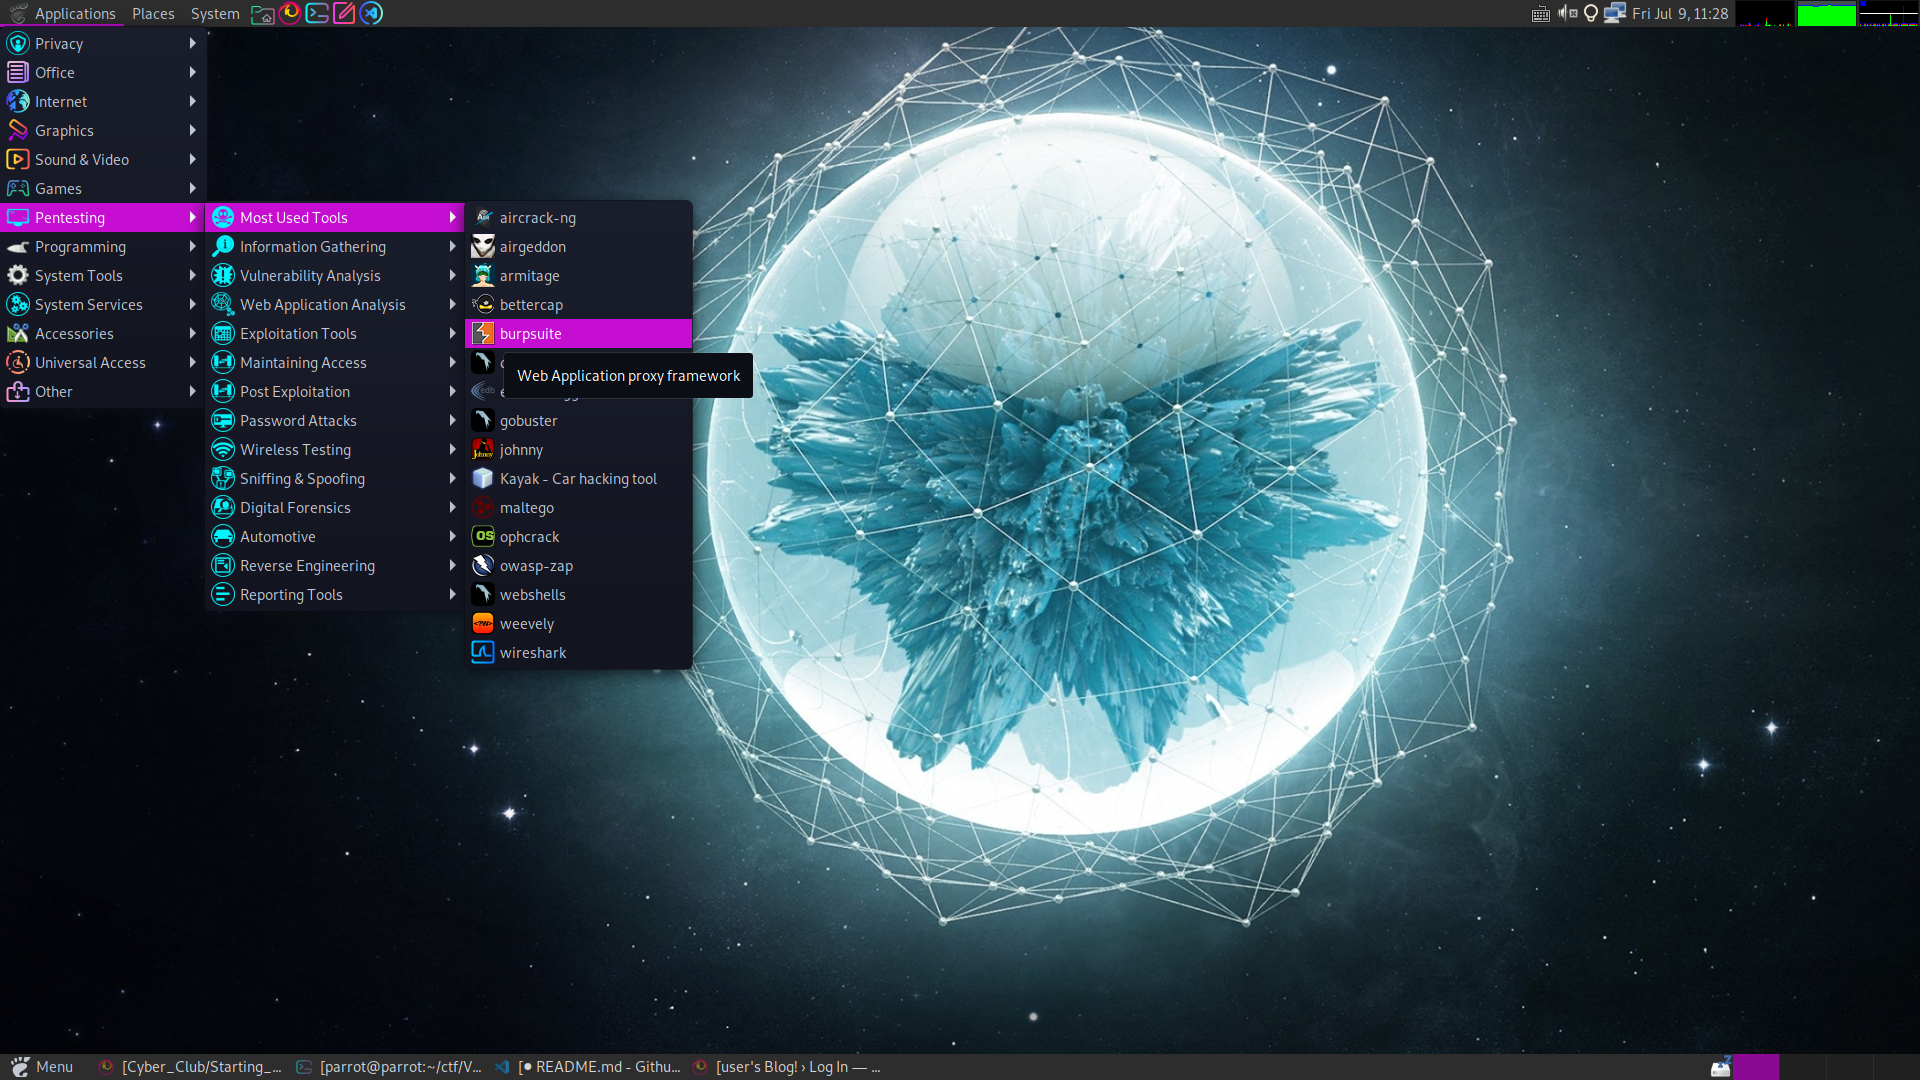 Applications Places System Fri Jul 9, 11:28
Privacy
Office
Internet
Graphics
Sound & Video
Games
Pentesting
Programming
System Tools
System Services
Accessories
Universal Access
Other
Most Used Tools
Information Gathering
Vulnerability Analysis
Web Application Analysis
Exploitation Tools
Maintaining Access
Post Exploitation
Password Attacks
Wireless Testing
Sniffing & Spoofing
Digital Forensics
Automotive
Reverse Engineering
Reporting Tools
aircrack-ng
airgeddon
armitage
bettercap
burpsuite
Web Application proxy framework
gobuster
johnny
Kayak - Car hacking tool
maltego
ophcrack
owasp-zap
webshells
weevely
wireshark
Menu [Cyber_Club/Starting_... [parrot@parrot:~/ctf/V... [● README.md - Githu... [user's Blog! › Log In — ...